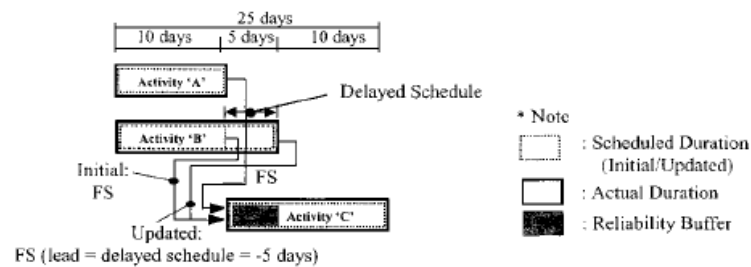 25 days
10 days 5 days 10 days
Activity 'A'
Delayed Schedule
* Note
Activity 'B'
: Scheduled Duration
(Initial/Updated)
Initial:
FS
FS
: Actual Duration
Activity 'C'
: Reliability Buffer
Updated:
FS (lead = delayed schedule = -5 days)